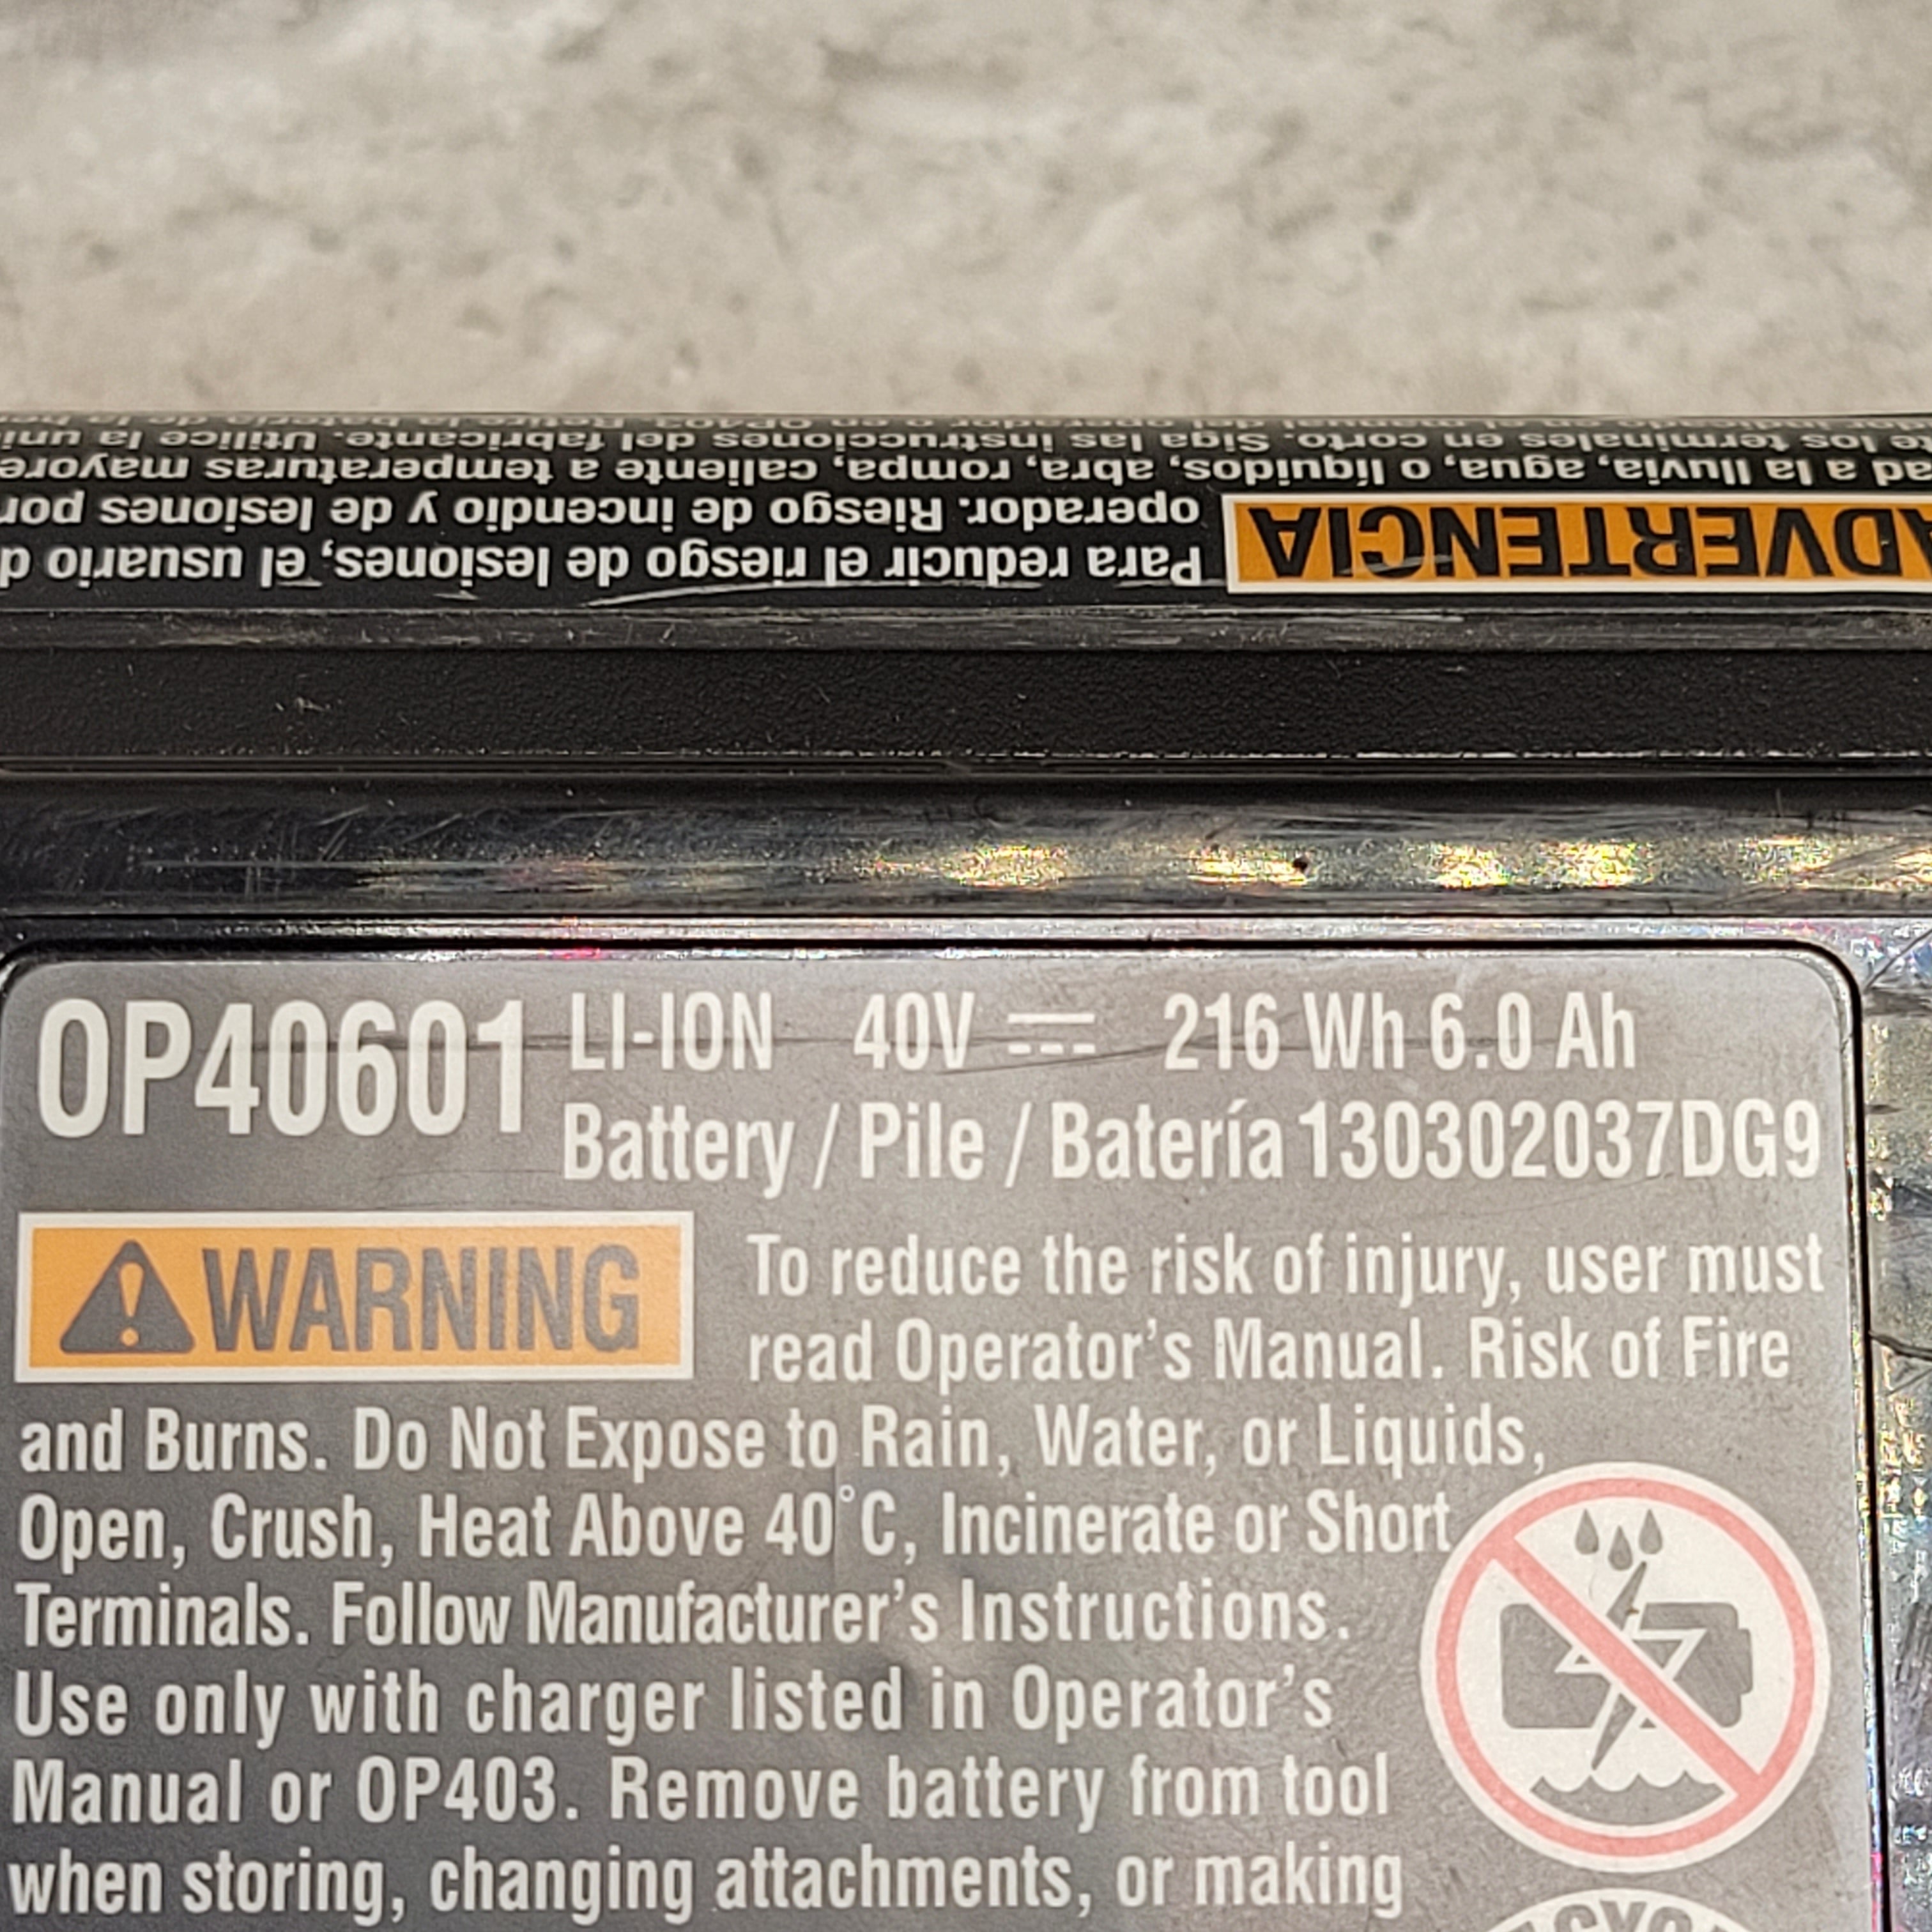 OP40601 LI-ION 40V 216 Wh 6.0 Ah
Battery / Pile / Batería 130302037DG9
WARNING To reduce the risk of injury, user must
read Operator's Manual. Risk of Fire
and Burns. Do Not Expose to Rain, Water, or Liquids,
Open, Crush, Heat Above 40°C, Incinerate or Short
Terminals. Follow Manufacturer's Instructions.
Use only with charger listed in Operator's
Manual or OP403. Remove battery from tool
when storing, changing attachments, or making
ADVERTENCIA Para reducir el riesgo de lesiones, el usuario d
operador. Riesgo de incendio y de lesiones por
ad a la lluvia, agua, o líquidos, abra, rompa, caliente a temperaturas mayore
e los terminales en corto. Siga las instrucciones del fabricante. Utilice la uni